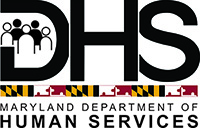 DHS
MARYLAND DEPARTMENT OF
HUMAN SERVICES